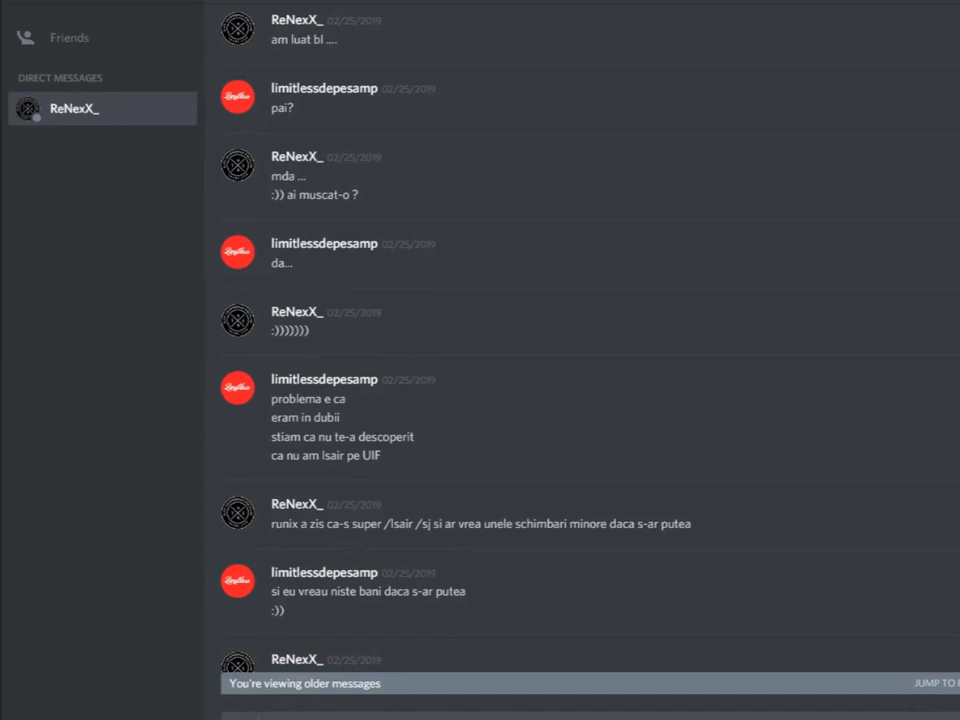 Friends
DIRECT MESSAGES
ReNexX_
ReNexX_ 02/25/2019
am luat bl ....
limitlessdepesamp 02/25/2019
pai?
ReNexX_ 02/25/2019
mda ...
:)) ai muscat-o ?
limitlessdepesamp 02/25/2019
da...
ReNexX_ 02/25/2019
:)))))))
limitlessdepesamp 02/25/2019
problema e ca
eram in dubii
stiam ca nu te-a descoperit
ca nu am lsair pe UIF
ReNexX_ 02/25/2019
runix a zis ca-s super /lsair /sj si ar vrea unele schimbari minore daca s-ar putea
limitlessdepesamp 02/25/2019
si eu vreau niste bani daca s-ar putea
:))
ReNexX_ 02/25/2019
You're viewing older messages
JUMP TO